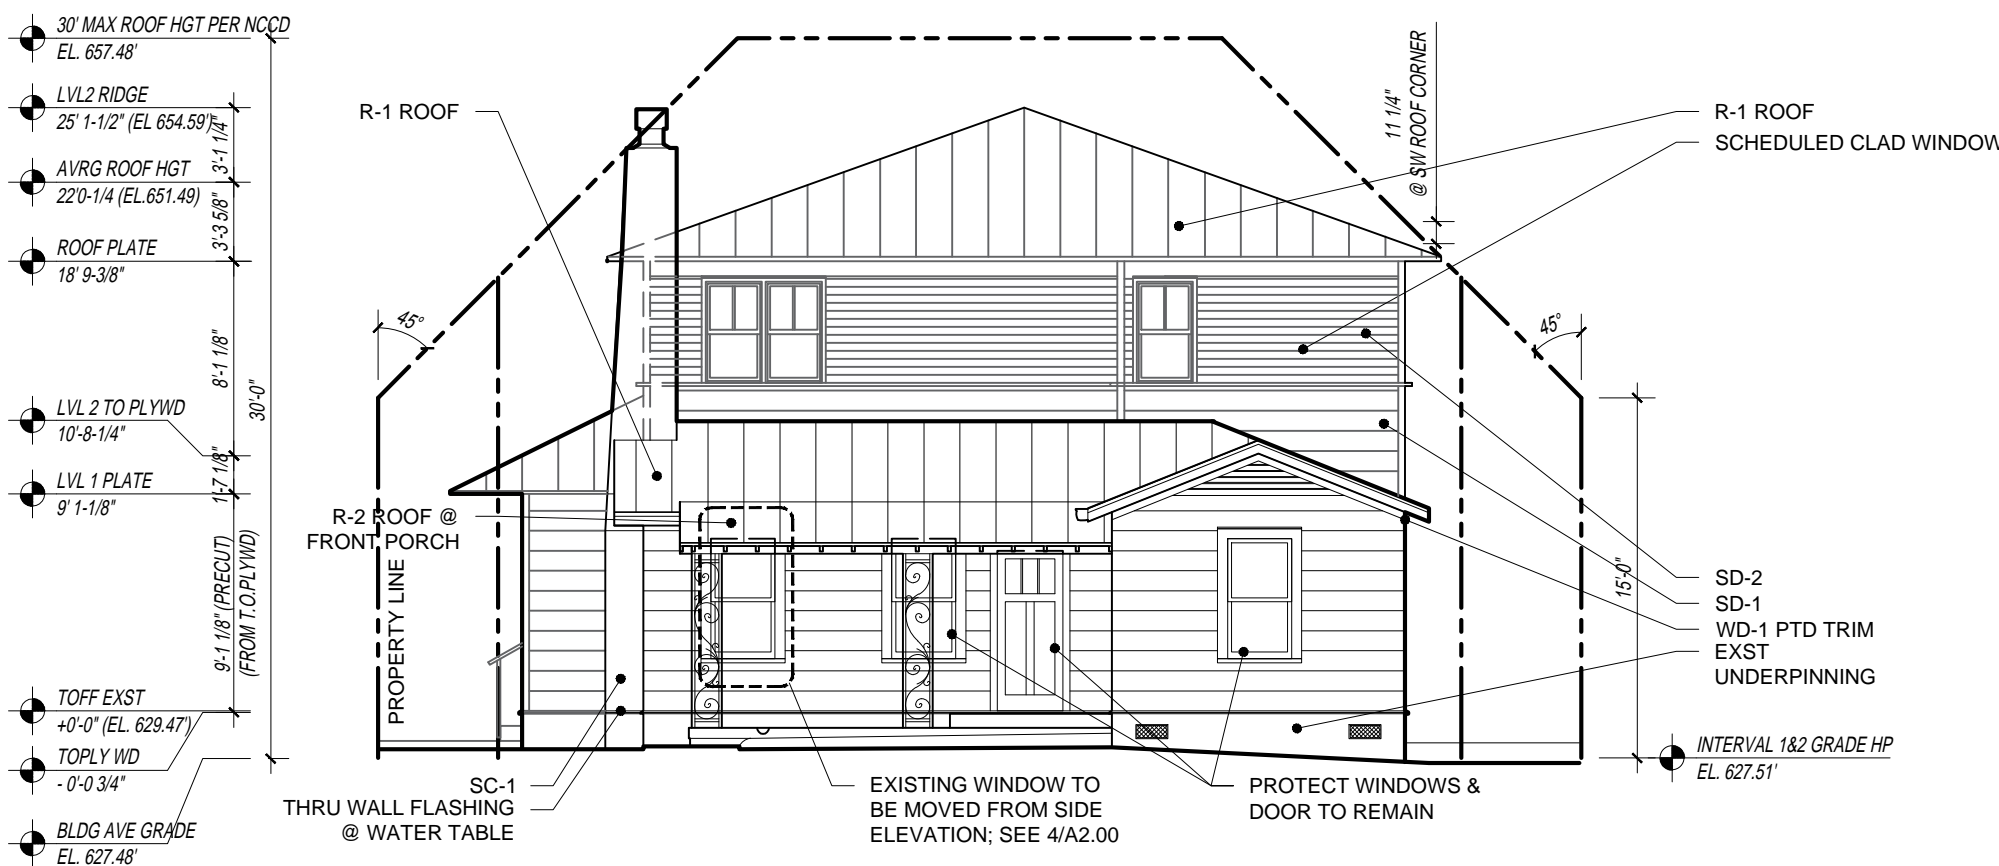 30' MAX ROOF HGT PER NCCD
EL. 657.48'
LVL2 RIDGE
25' 1-1/2" (EL 654.59')
AVRG ROOF HGT
22'0-1/4 (EL.651.49)
ROOF PLATE
18' 9-3/8"
LVL 2 TO PLYWD
10'-8-1/4"
LVL 1 PLATE
9' 1-1/8"
TOFF EXST
+0'-0" (EL. 629.47')
TOPLY WD
- 0'-0 3/4"
BLDG AVE GRADE
EL. 627.48'
3'-1 1/4"
3'-3 5/8"
8'-1 1/8"
1'-7 1/8"
9'-1 1/8" (PRECUT)
(FROM T.O.PLYWD)
30'-0"
45°
PROPERTY LINE
R-1 ROOF
R-2 ROOF @
FRONT PORCH
SC-1
THRU WALL FLASHING
@ WATER TABLE
EXISTING WINDOW TO
BE MOVED FROM SIDE
ELEVATION; SEE 4/A2.00
PROTECT WINDOWS &
DOOR TO REMAIN
11 1/4"
@ SW ROOF CORNER
45°
15'-0"
R-1 ROOF
SCHEDULED CLAD WINDOW
SD-2
SD-1
WD-1 PTD TRIM
EXST
UNDERPINNING
INTERVAL 1&2 GRADE HP
EL. 627.51'